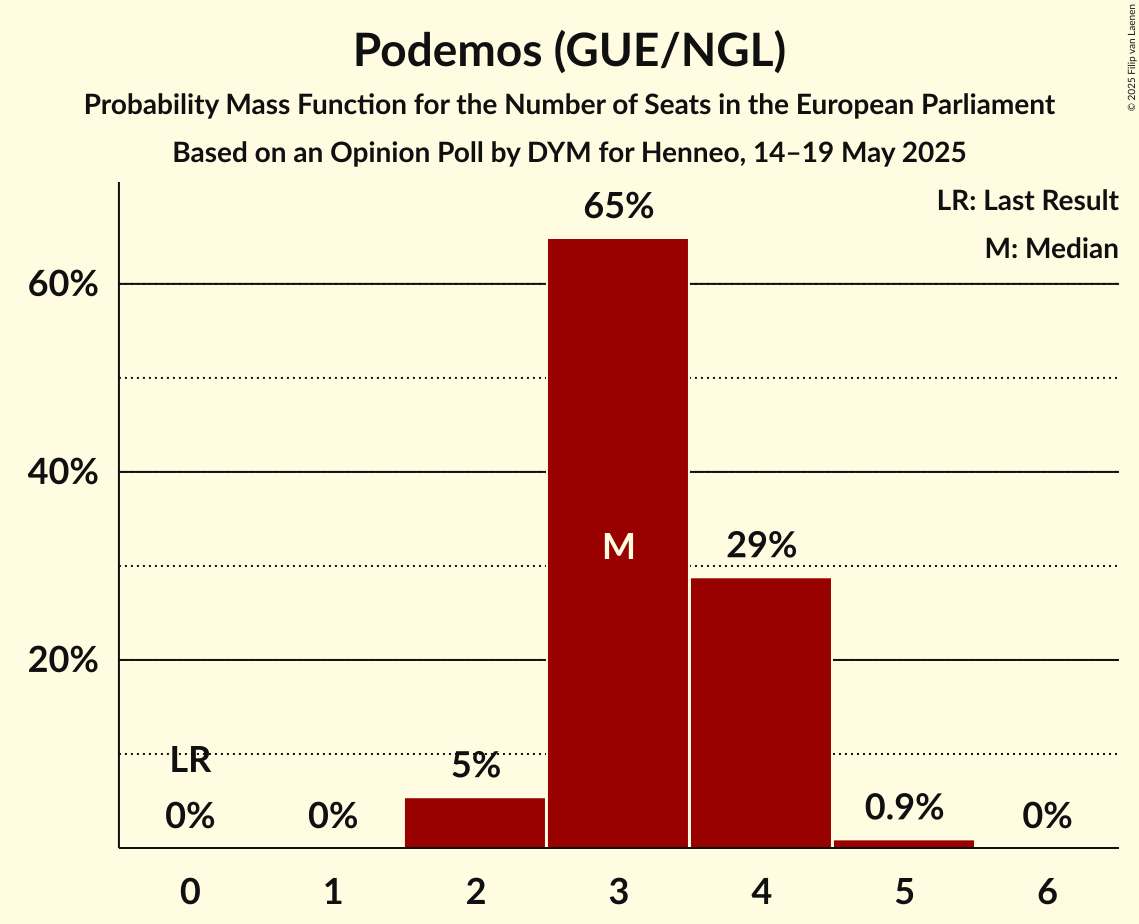 Podemos (GUE/NGL)
Probability Mass Function for the Number of Seats in the European Parliament
Based on an Opinion Poll by DYM for Henneo, 14–19 May 2025
© 2025 Filip van Laenen
LR: Last Result
M: Median
65%
60%
40%
M
29%
20%
LR
5%
0%
0%
0.9%
0%
0
1
2
3
4
5
6